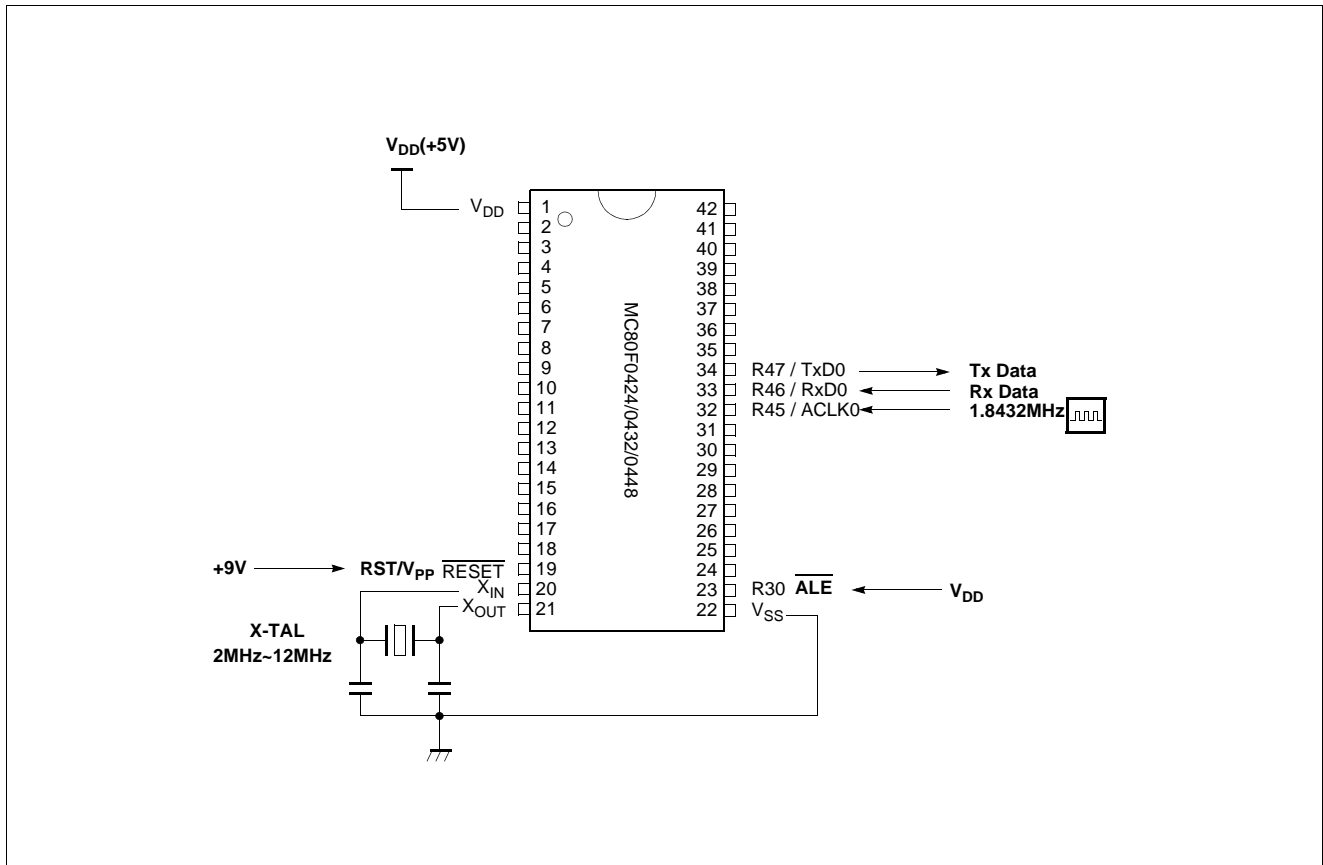 VDD(+5V)
VDD
1 42
2 41
3 40
4 39
5 38
6 37
7 36
8 35
9 34 R47 / TxD0 Tx Data
10 33 R46 / RxD0 Rx Data
11 32 R45 / ACLK0 1.8432MHz
12 31
13 30
14 29
15 28
16 27
17 26
18 25
MC80F0424/0432/0448
24
+9V RST/VPP RESET 19
XIN 20 23 R30 ALE VDD
XOUT 21 22 VSS
X-TAL
2MHz~12MHz